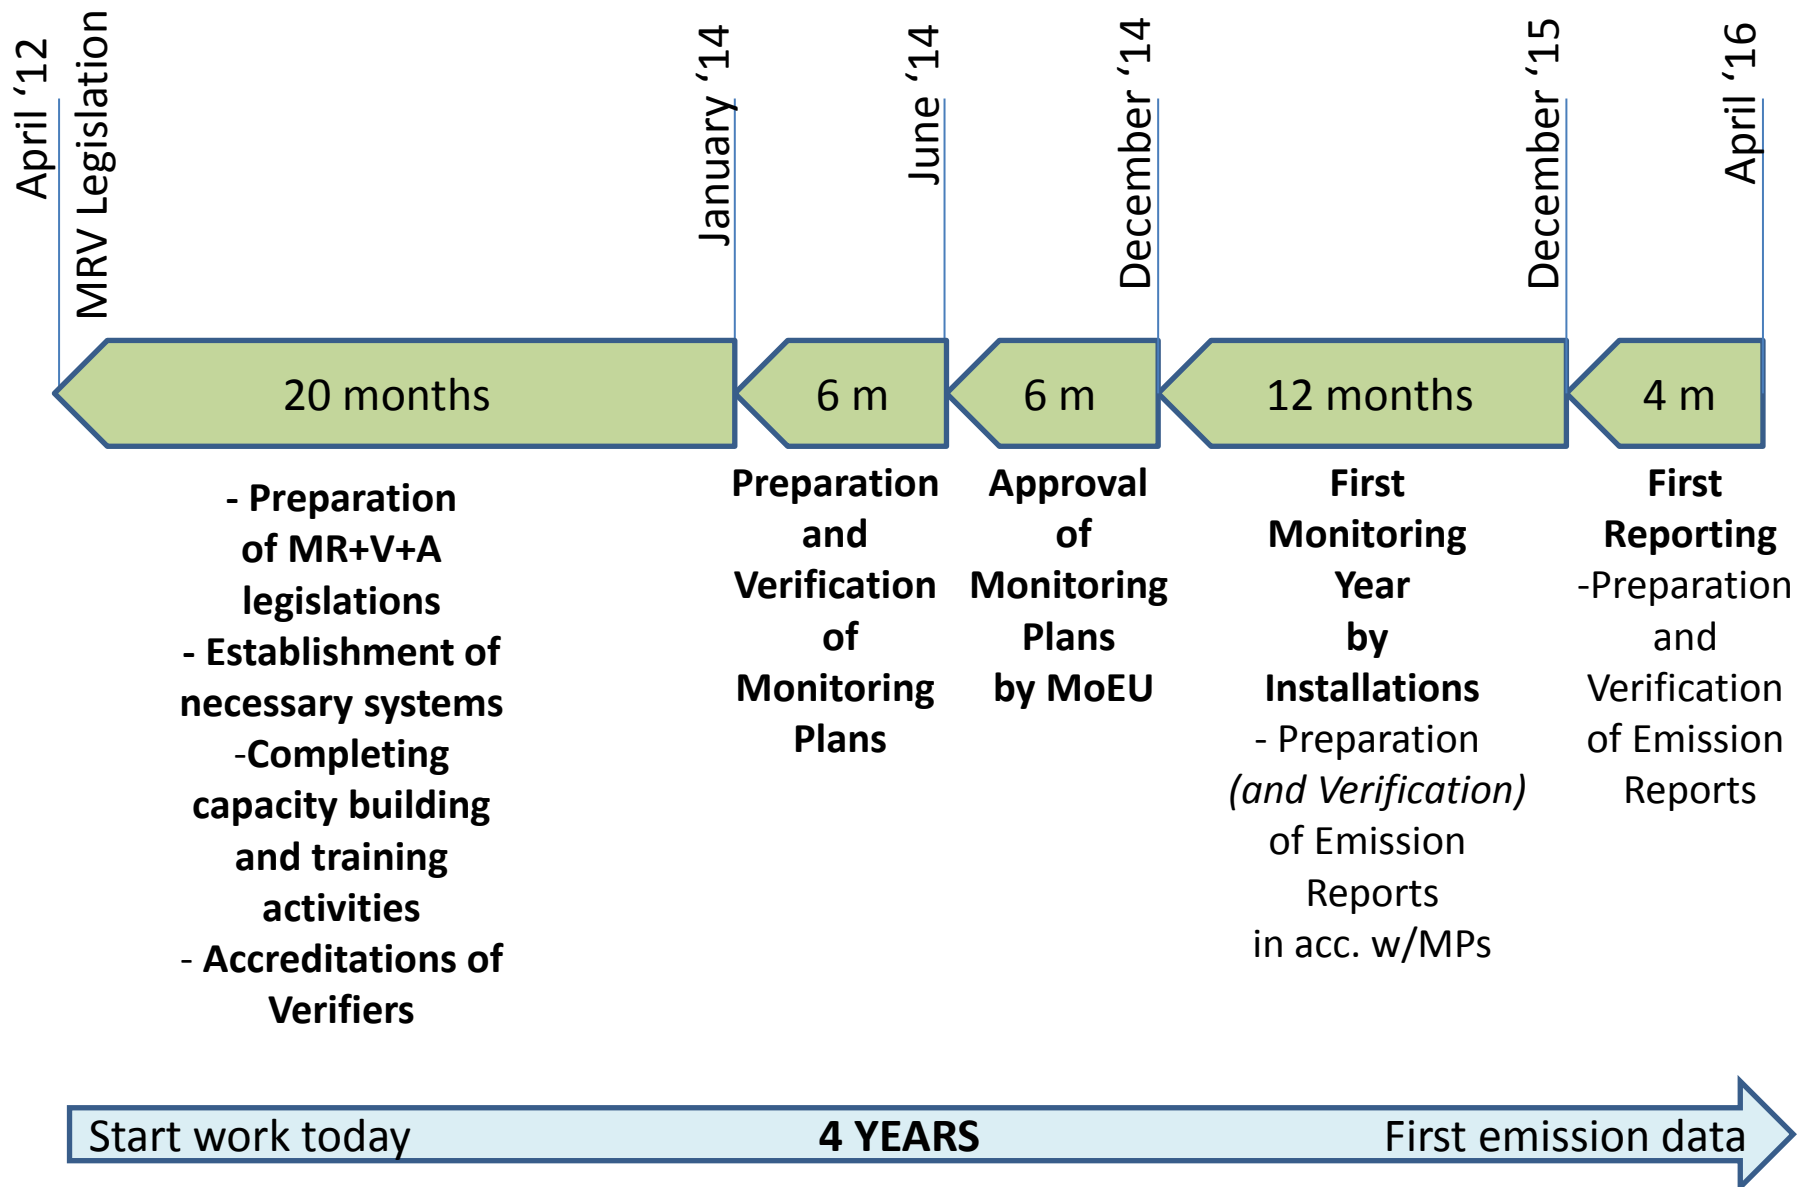 April ‘12
MRV Legislation
January ‘14
June ‘14
December ‘14
December ‘15
April ‘16
20 months
6 m
6 m
12 months
4 m
- Preparation
of MR+V+A
legislations
- Establishment of
necessary systems
-Completing
capacity building
and training
activities
- Accreditations of
Verifiers
Preparation
and
Verification
of
Monitoring
Plans
Approval
of
Monitoring
Plans
by MoEU
First
Monitoring
Year
by
Installations
- Preparation
(and Verification)
of Emission
Reports
in acc. w/MPs
First
Reporting
-Preparation
and
Verification
of Emission
Reports
Start work today
4 YEARS
First emission data